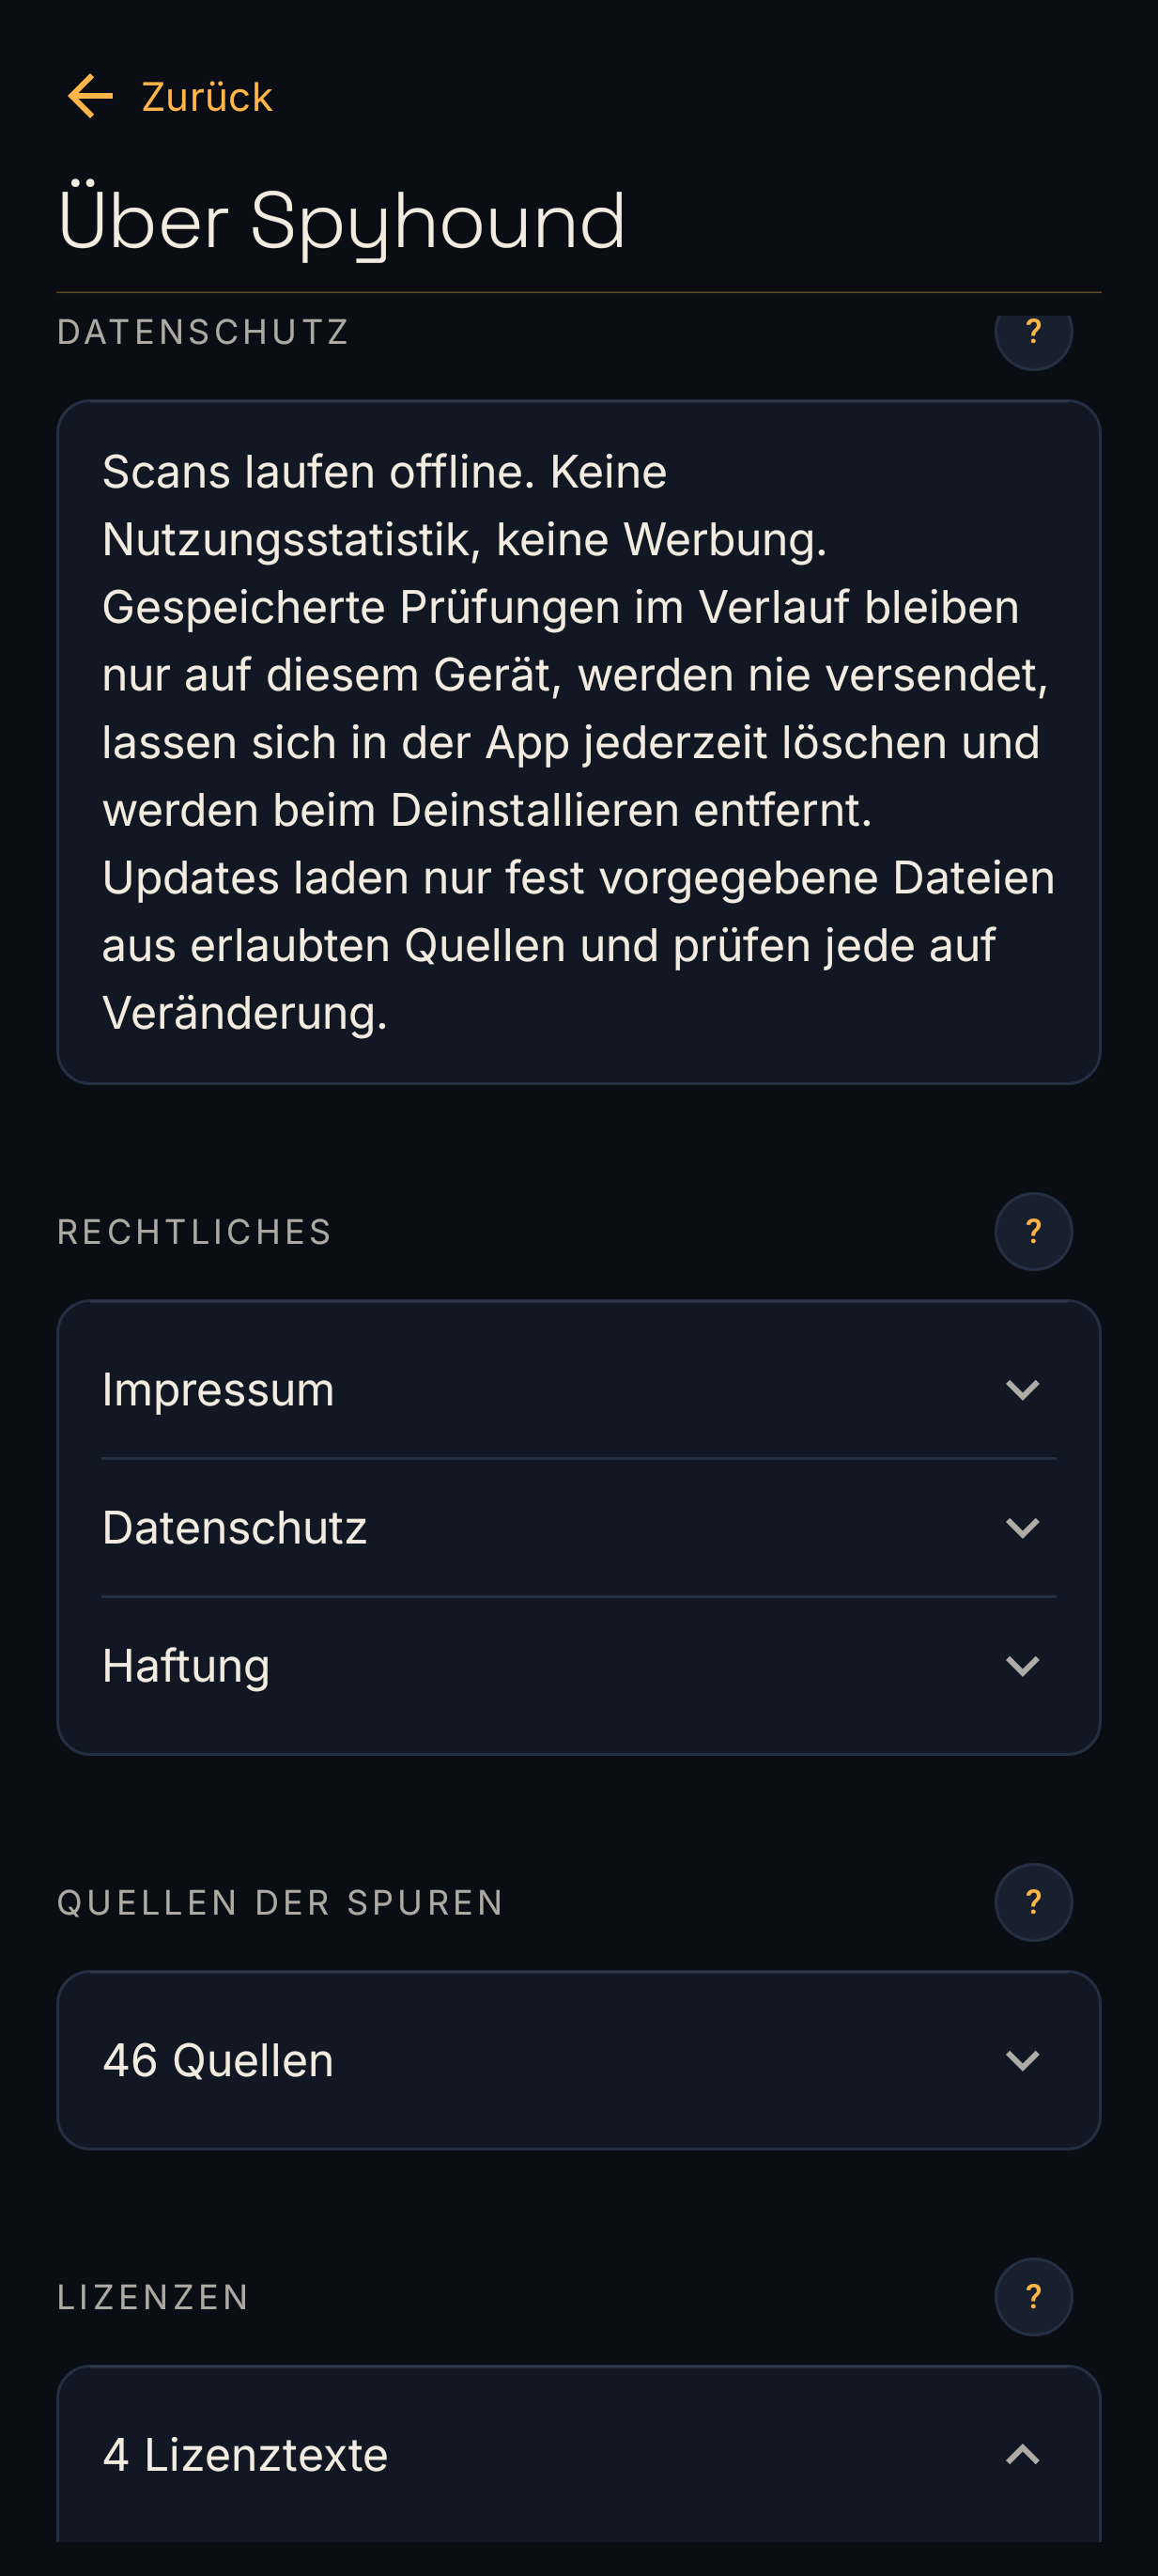 Zurück
Über Spyhound
DATENSCHUTZ
?
Scans laufen offline. Keine
Nutzungsstatistik, keine Werbung.
Gespeicherte Prüfungen im Verlauf bleiben
nur auf diesem Gerät, werden nie versendet,
lassen sich in der App jederzeit löschen und
werden beim Deinstallieren entfernt.
Updates laden nur fest vorgegebene Dateien
aus erlaubten Quellen und prüfen jede auf
Veränderung.
RECHTLICHES
?
Impressum
Datenschutz
Haftung
QUELLEN DER SPUREN
?
46 Quellen
LIZENZEN
?
4 Lizenztexte